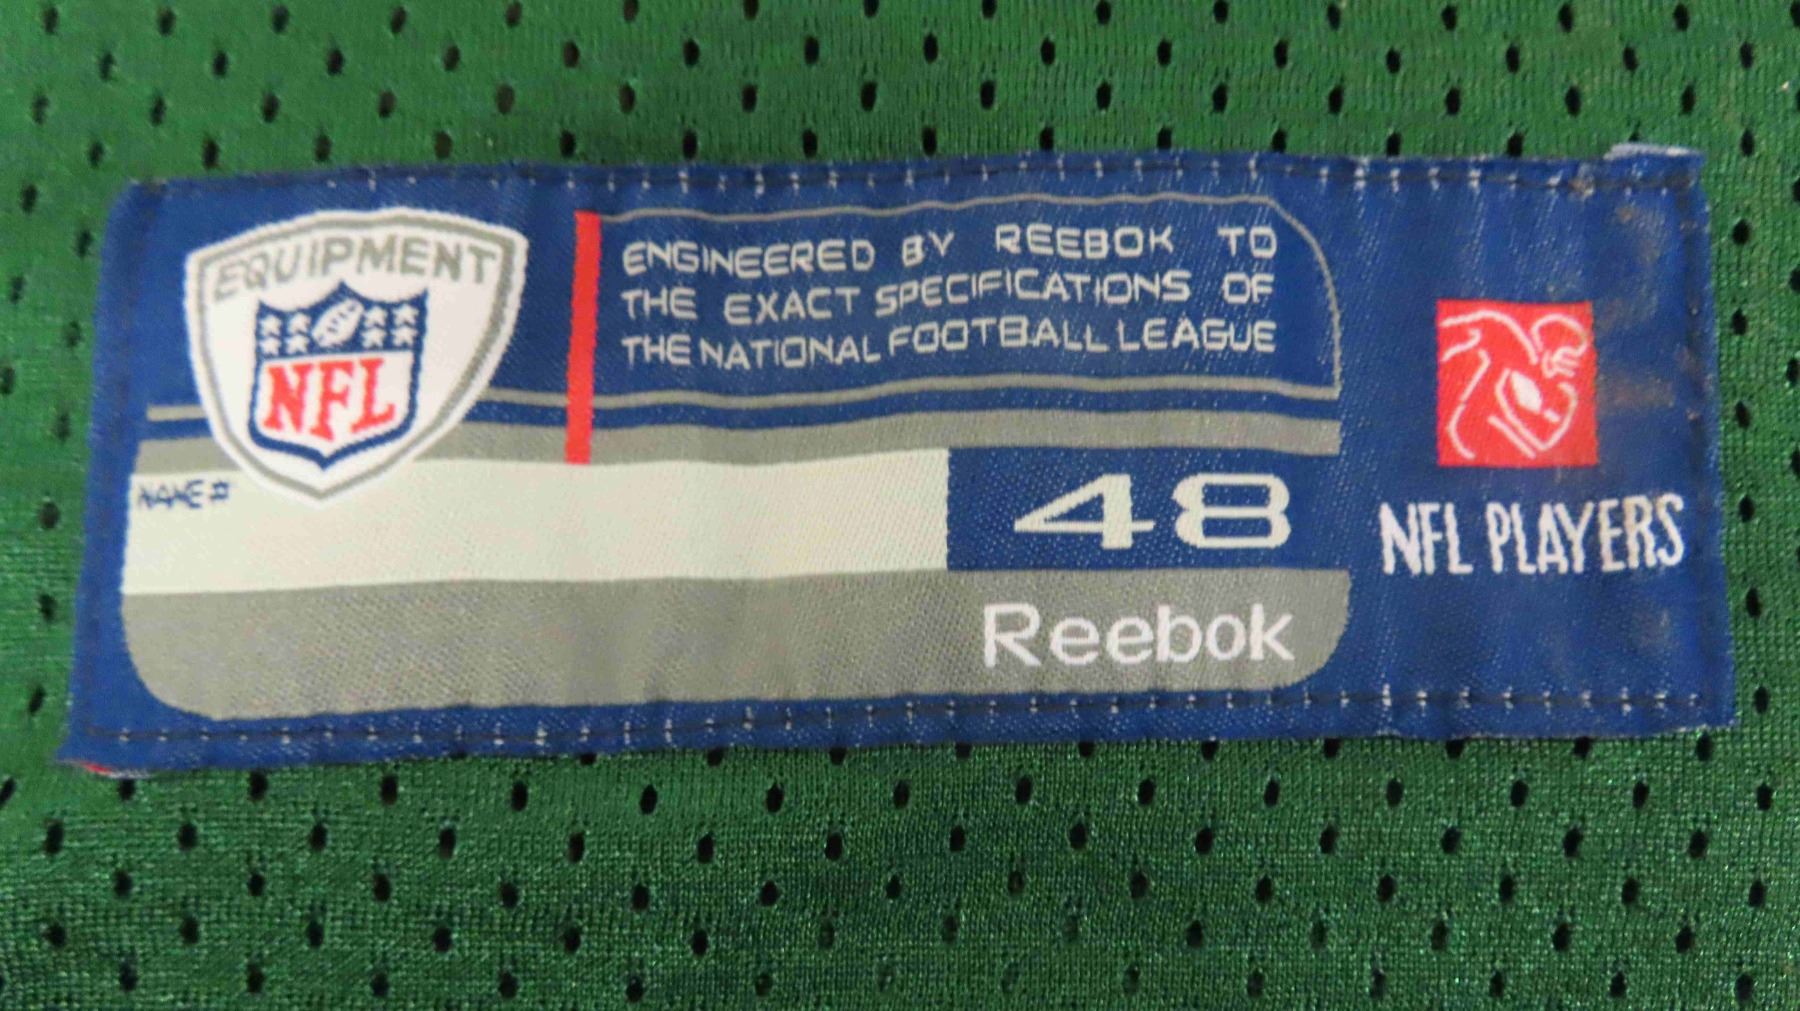 EQUIPMENT
NFL
ENGINEERED BY REEBOK TO
THE EXACT SPECIFICATIONS OF
THE NATIONAL FOOTBALL LEAGUE
NAME #
48
Reebok
NFL PLAYERS